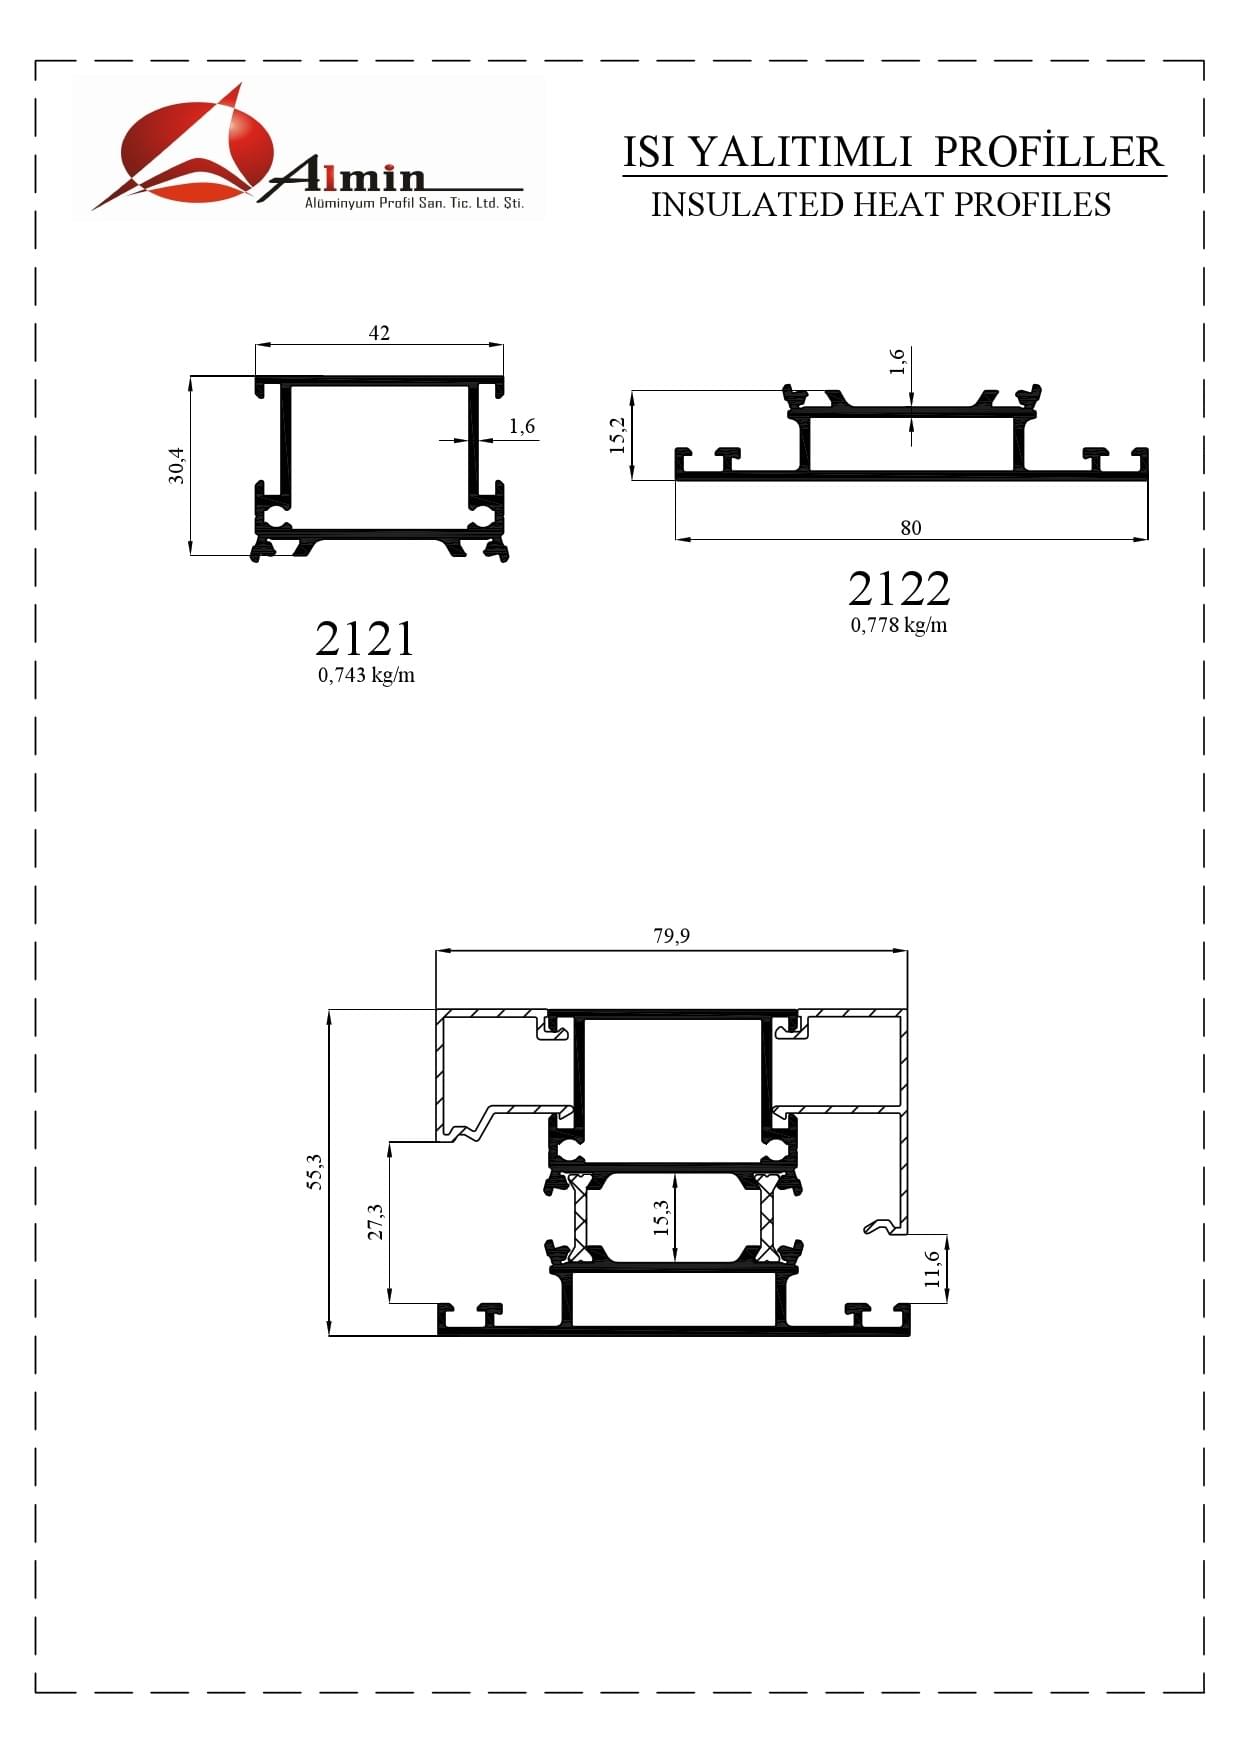 Almin
Alüminyum Profil San. Tic. Ltd. Şti.
ISI YALITIMLI PROFİLLER
INSULATED HEAT PROFILES
42
30,4
1,6
2121
0,743 kg/m
1,6
15,2
80
2122
0,778 kg/m
79,9
55,3
27,3
15,3
11,6